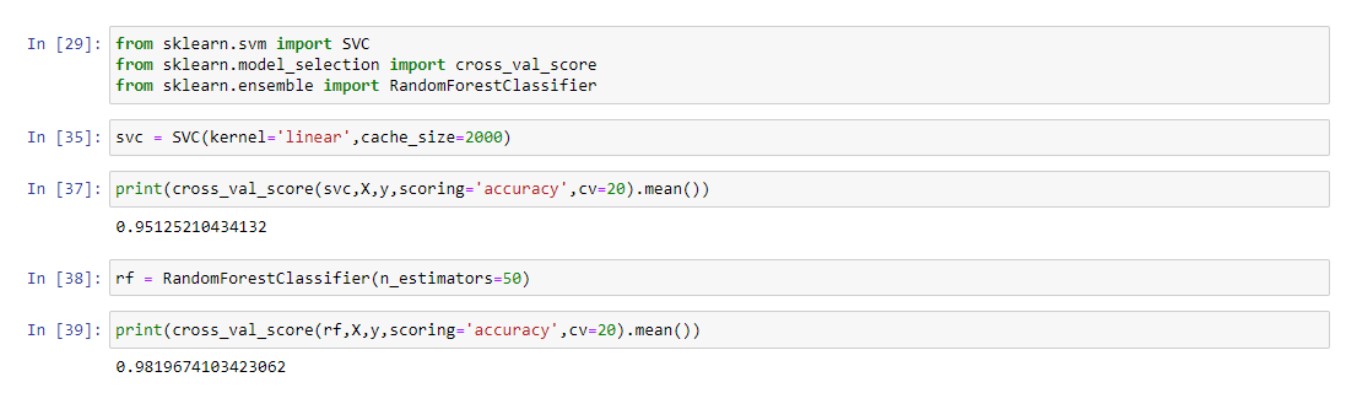 In [29]: from sklearn.svm import SVC
from sklearn.model_selection import cross_val_score
from sklearn.ensemble import RandomForestClassifier
In [35]: svc = SVC(kernel='linear',cache_size=2000)
In [37]: print(cross_val_score(svc,X,y,scoring='accuracy',cv=20).mean())
0.95125210434132
In [38]: rf = RandomForestClassifier(n_estimators=50)
In [39]: print(cross_val_score(rf,X,y,scoring='accuracy',cv=20).mean())
0.9819674103423062